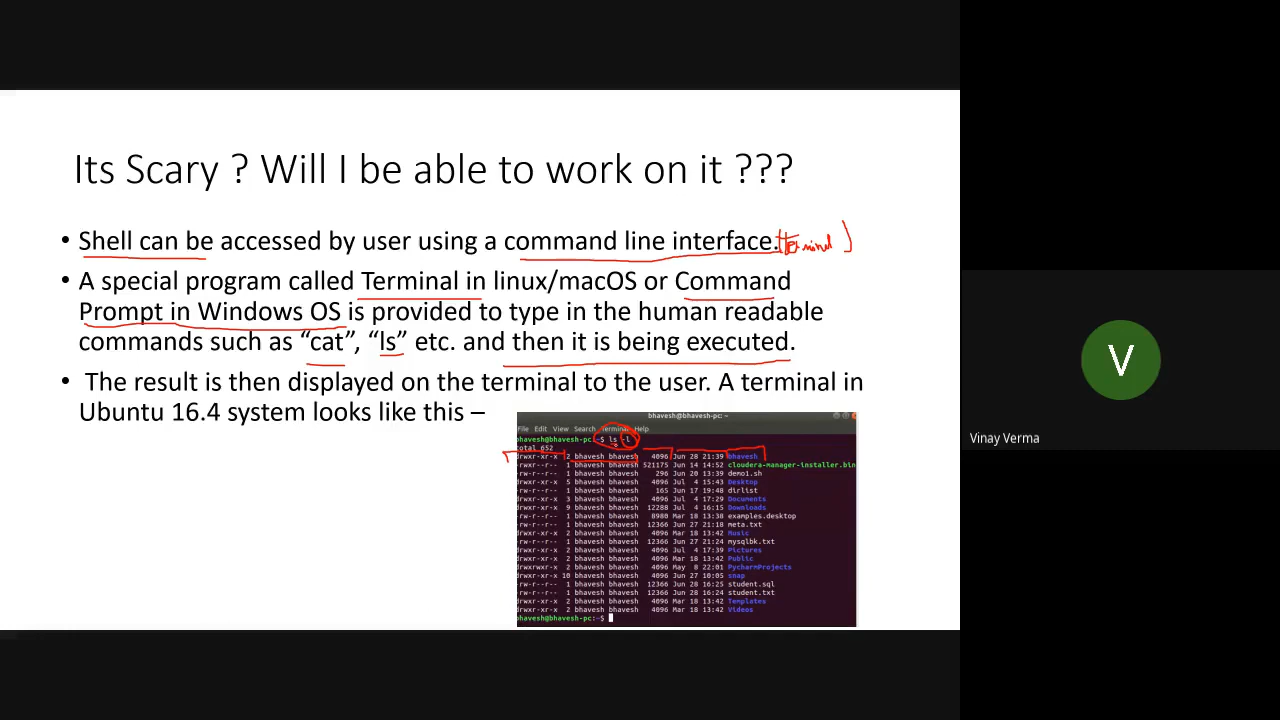 Its Scary ? Will I be able to work on it ???
• Shell can be accessed by user using a command line interface. [Terminal ]
• A special program called Terminal in linux/macOS or Command
Prompt in Windows OS is provided to type in the human readable
commands such as “cat”, “ls” etc. and then it is being executed.
• The result is then displayed on the terminal to the user. A terminal in
Ubuntu 16.4 system looks like this –
bhavesh@bhavesh-pc: ~
File Edit View Search Terminal Help
bhavesh@bhavesh-pc:~$ ls -l
total 652
drwxr-xr-x 2 bhavesh bhavesh 4096 Jun 28 21:39 bhavesh
-rw-r--r-- 1 bhavesh bhavesh 521175 Jun 14 14:52 cloudera-manager-installer.bin
-rw-r--r-- 1 bhavesh bhavesh 296 Jun 20 13:39 demo1.sh
drwxr-xr-x 5 bhavesh bhavesh 4096 Jul 4 15:43 Desktop
-rw-r--r-- 1 bhavesh bhavesh 165 Jun 17 19:48 dirlist
drwxr-xr-x 3 bhavesh bhavesh 4096 Jul 4 17:29 Documents
drwxr-xr-x 9 bhavesh bhavesh 12288 Jul 4 16:15 Downloads
-rw-r--r-- 1 bhavesh bhavesh 8980 Mar 18 13:38 examples.desktop
-rw-r--r-- 1 bhavesh bhavesh 12366 Jun 27 21:18 meta.txt
drwxr-xr-x 2 bhavesh bhavesh 4096 Mar 18 13:42 Music
-rw-r--r-- 1 bhavesh bhavesh 12366 Jun 27 21:24 mysqlbk.txt
drwxr-xr-x 2 bhavesh bhavesh 4096 Jul 4 17:39 Pictures
drwxr-xr-x 2 bhavesh bhavesh 4096 Mar 18 13:42 Public
drwxrwxr-x 2 bhavesh bhavesh 4096 May 8 22:01 PycharmProjects
drwxr-xr-x 10 bhavesh bhavesh 4096 Jun 27 10:05 snap
-rw-r--r-- 1 bhavesh bhavesh 12366 Jun 28 16:25 student.sql
-rw-r--r-- 1 bhavesh bhavesh 12366 Jun 28 16:24 student.txt
drwxr-xr-x 2 bhavesh bhavesh 4096 Mar 18 13:42 Templates
drwxr-xr-x 2 bhavesh bhavesh 4096 Mar 18 13:42 Videos
bhavesh@bhavesh-pc:~$
V
Vinay Verma